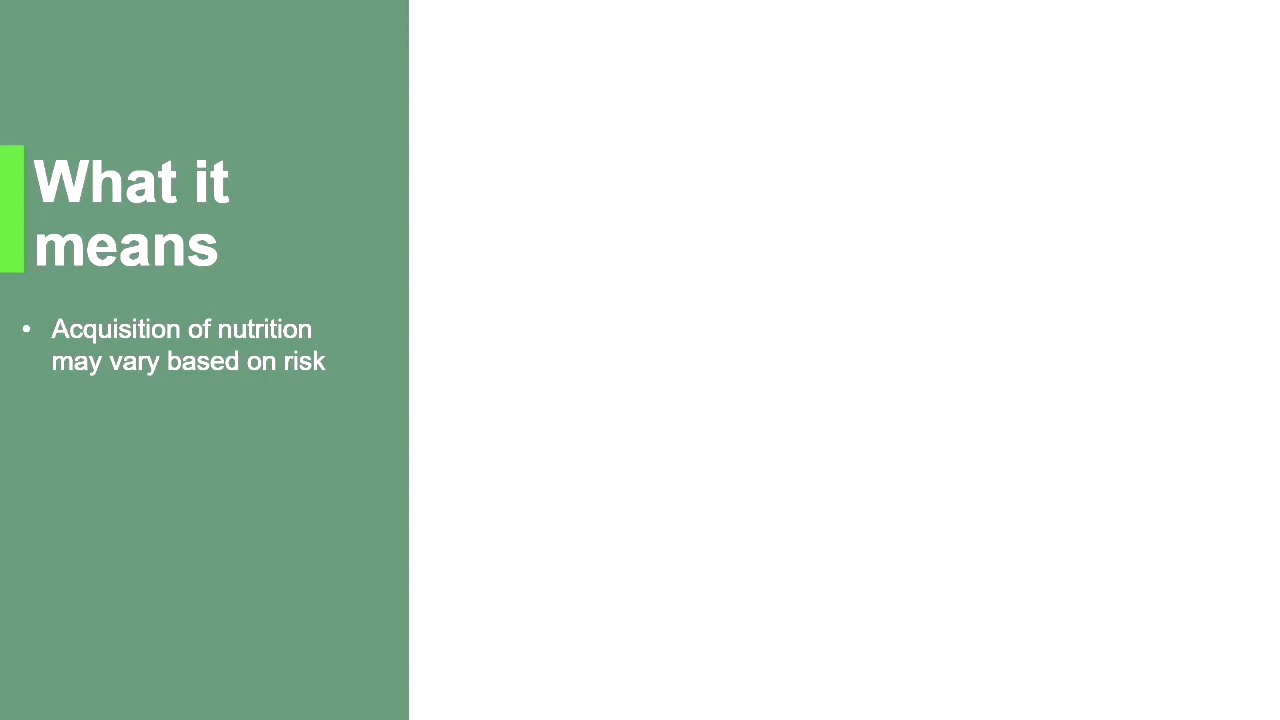 What it
means
• Acquisition of nutrition
may vary based on risk